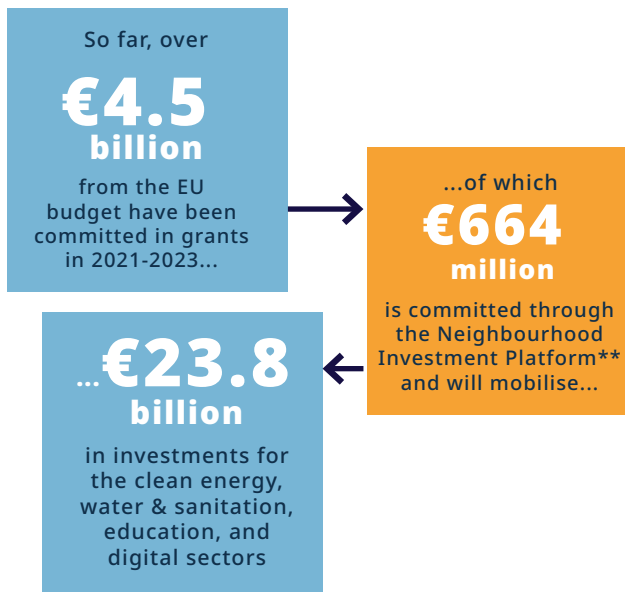 So far, over
€4.5
billion
from the EU
budget have been
committed in grants
in 2021-2023...
...of which
€664
million
is committed through
the Neighbourhood
Investment Platform**
and will mobilise...
...€23.8
billion
in investments for
the clean energy,
water & sanitation,
education, and
digital sectors